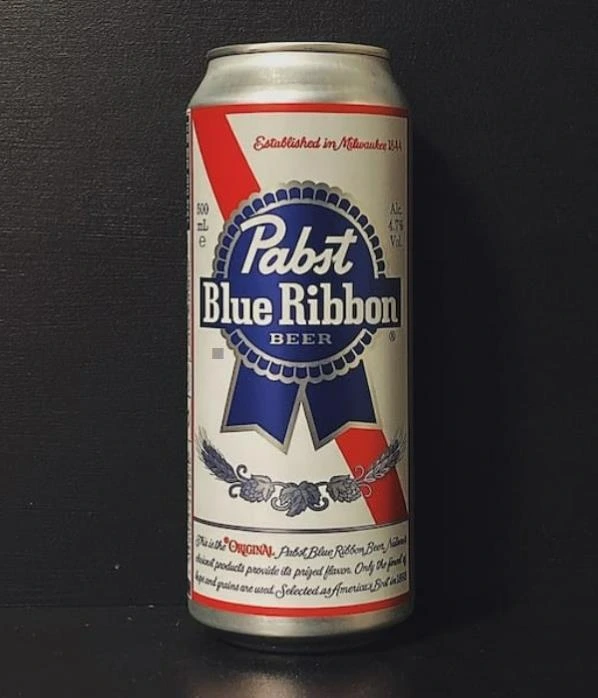 Established in Milwaukee 1844
500
mL
e
Alc.
4.7%
Vol.
Pabst
Blue Ribbon
BEER
®
This is the ORIGINAL Pabst Blue Ribbon Beer. Nature's
choicest products provide its prized flavor. Only the finest of
hops and grains are used. Selected as America's Best in 1893